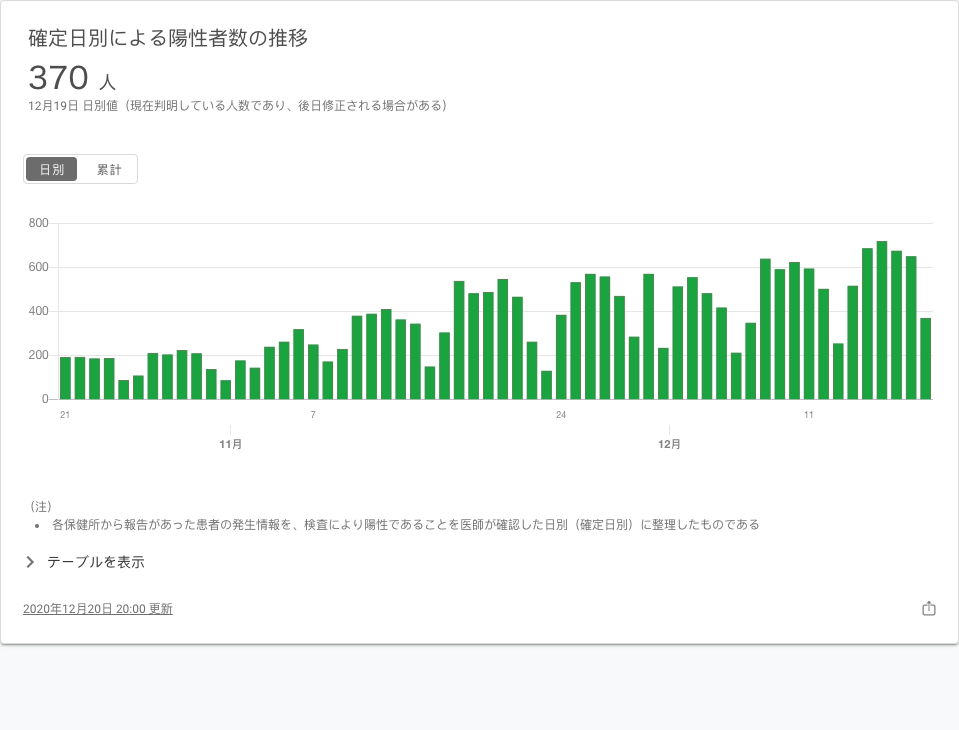 確定日別による陽性者数の推移
370 人
12月19日 日別値（現在判明している人数であり、後日修正される場合がある）
日別 累計
800
600
400
200
0
21 7 24 11
11月 12月
（注）
• 各保健所から報告があった患者の発生情報を、検査により陽性であることを医師が確認した日別（確定日別）に整理したものである
テーブルを表示
2020年12月20日 20:00 更新